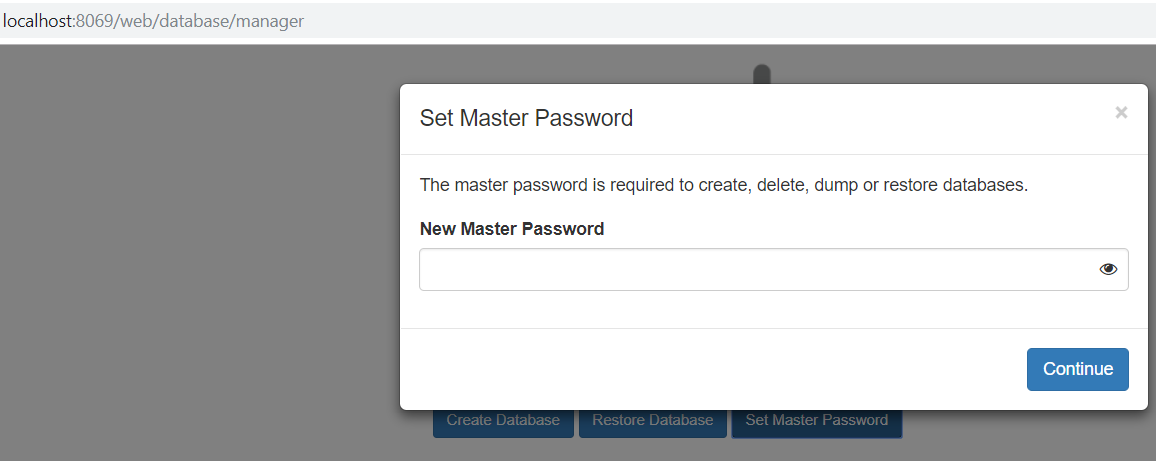 localhost:8069/web/database/manager
Set Master Password ×
The master password is required to create, delete, dump or restore databases.
New Master Password
Continue
Create Database Restore Database Set Master Password